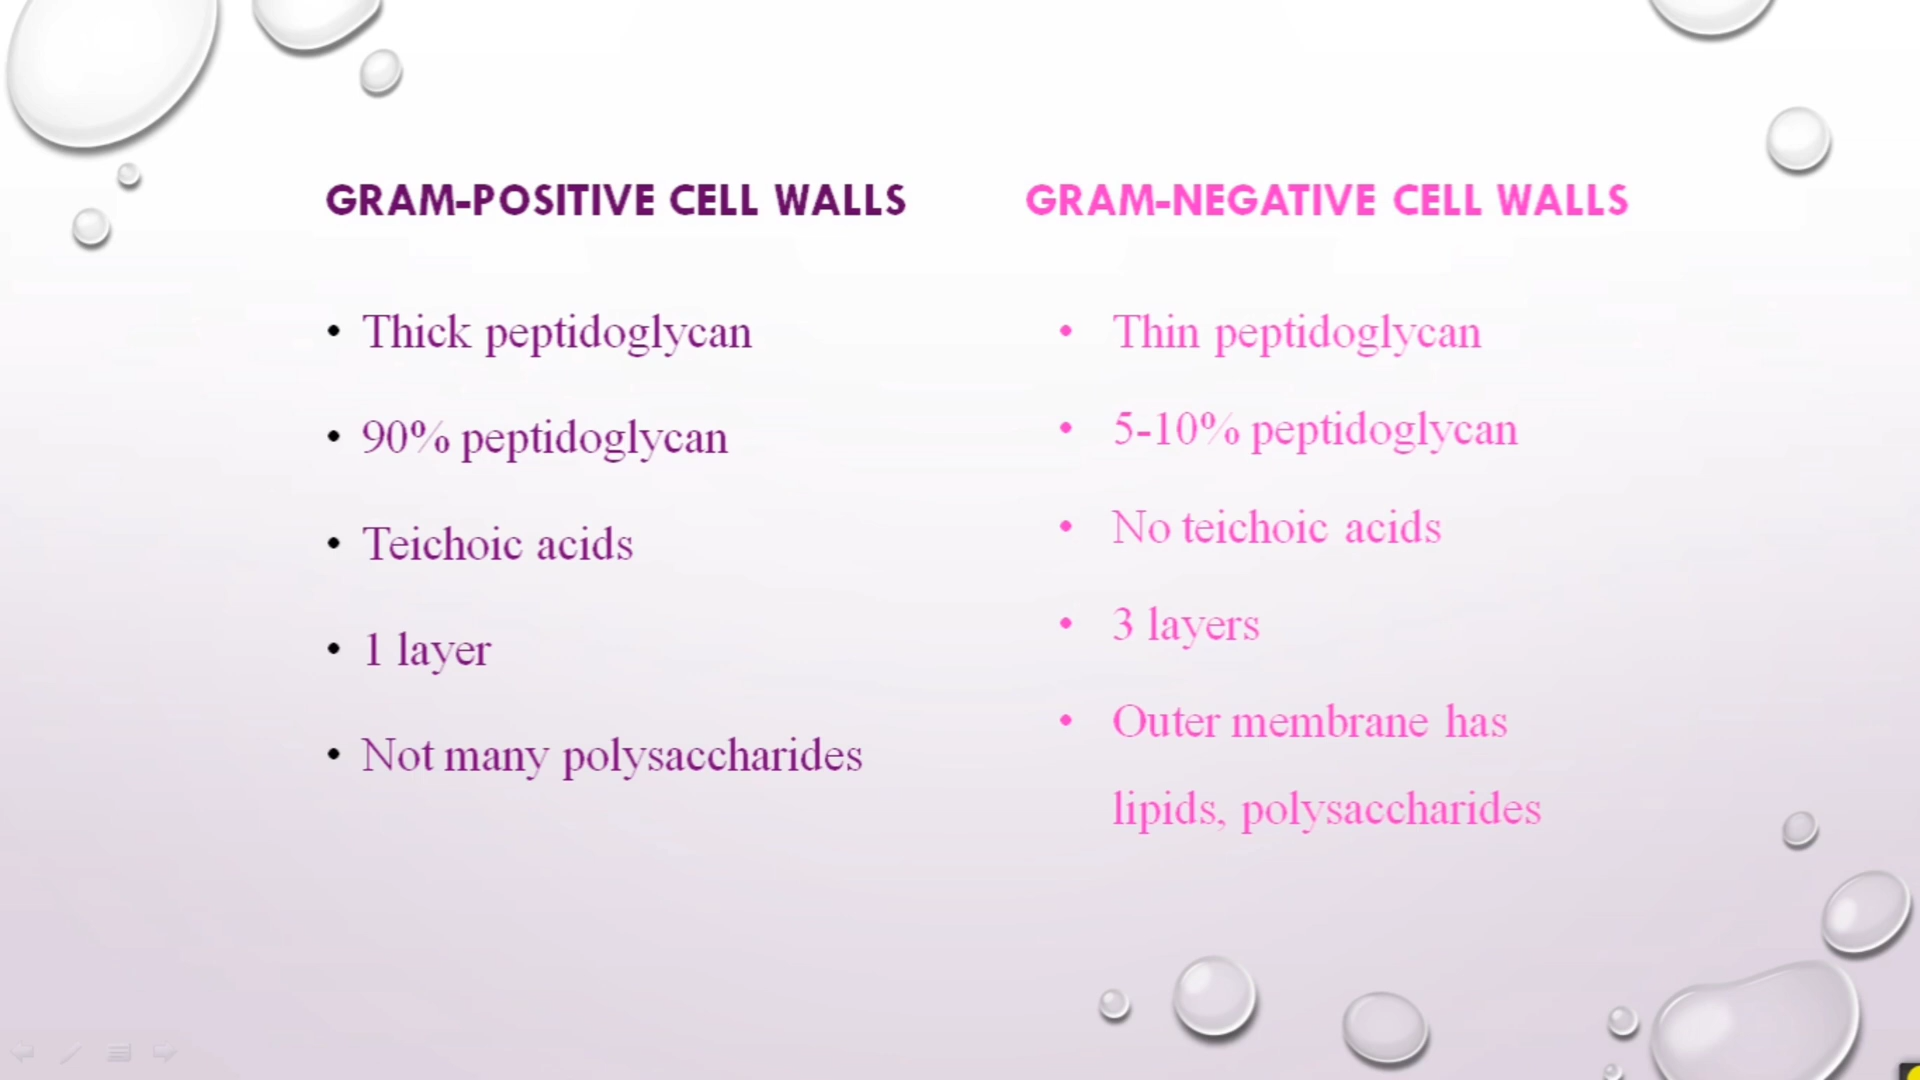 GRAM-POSITIVE CELL WALLS
• Thick peptidoglycan
• 90% peptidoglycan
• Teichoic acids
• 1 layer
• Not many polysaccharides
GRAM-NEGATIVE CELL WALLS
• Thin peptidoglycan
• 5-10% peptidoglycan
• No teichoic acids
• 3 layers
• Outer membrane has
lipids, polysaccharides